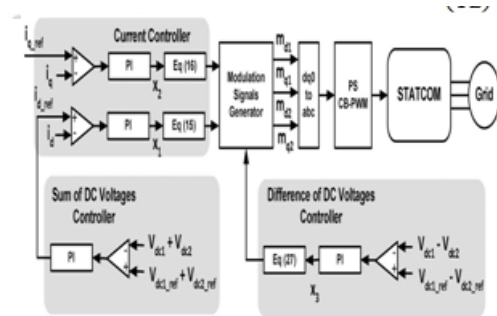 (12)
i_q_ref
Current Controller
i_q
PI
Eq (16)
X_2
i_d_ref
i_d
PI
Eq (15)
X_1
Modulation
Signals
Generator
m_d1
m_q1
m_d2
m_q2
dq0
to
abc
PS
CB-PWM
STATCOM
Grid
Sum of DC Voltages
Controller
PI
V_dc1 + V_dc2
V_dc1_ref + V_dc2_ref
Difference of DC Voltages
Controller
Eq (27)
PI
X_3
V_dc1 - V_dc2
V_dc1_ref - V_dc2_ref